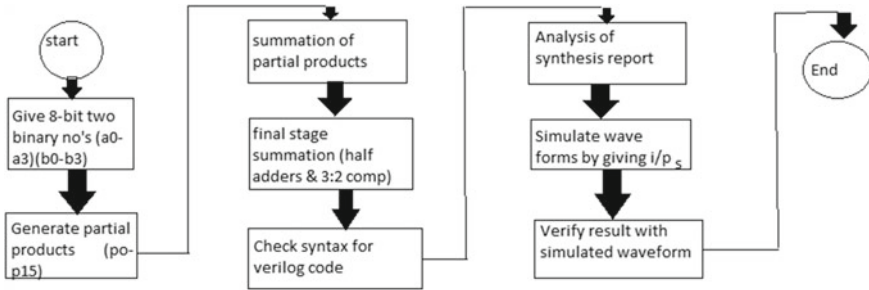 start
Give 8-bit two
binary no's (a0-
a3)(b0-b3)
Generate partial
products (po-
p15)
summation of
partial products
final stage
summation (half
adders & 3:2 comp)
Check syntax for
verilog code
Analysis of
synthesis report
Simulate wave
forms by giving i/p s
Verify result with
simulated waveform
End